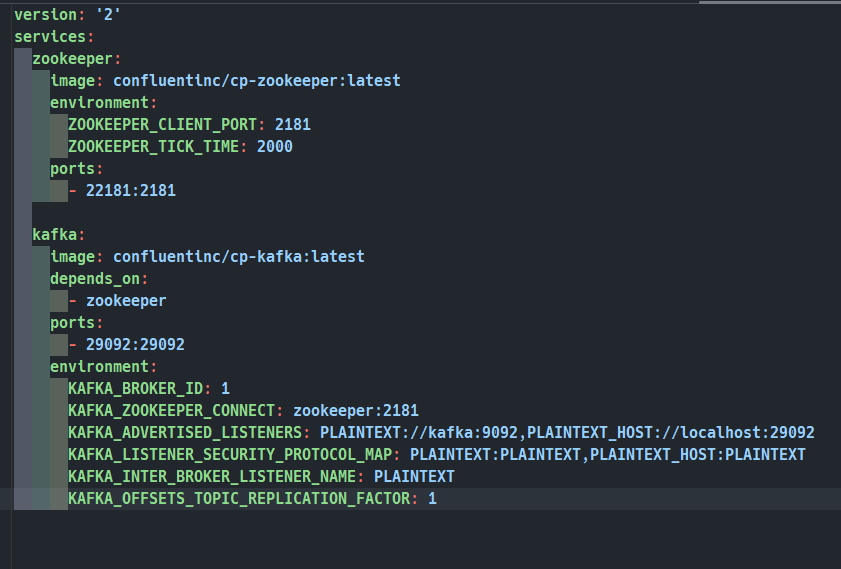 version: '2'
services:
  zookeeper:
    image: confluentinc/cp-zookeeper:latest
    environment:
      ZOOKEEPER_CLIENT_PORT: 2181
      ZOOKEEPER_TICK_TIME: 2000
    ports:
      - 22181:2181

  kafka:
    image: confluentinc/cp-kafka:latest
    depends_on:
      - zookeeper
    ports:
      - 29092:29092
    environment:
      KAFKA_BROKER_ID: 1
      KAFKA_ZOOKEEPER_CONNECT: zookeeper:2181
      KAFKA_ADVERTISED_LISTENERS: PLAINTEXT://kafka:9092,PLAINTEXT_HOST://localhost:29092
      KAFKA_LISTENER_SECURITY_PROTOCOL_MAP: PLAINTEXT:PLAINTEXT,PLAINTEXT_HOST:PLAINTEXT
      KAFKA_INTER_BROKER_LISTENER_NAME: PLAINTEXT
      KAFKA_OFFSETS_TOPIC_REPLICATION_FACTOR: 1